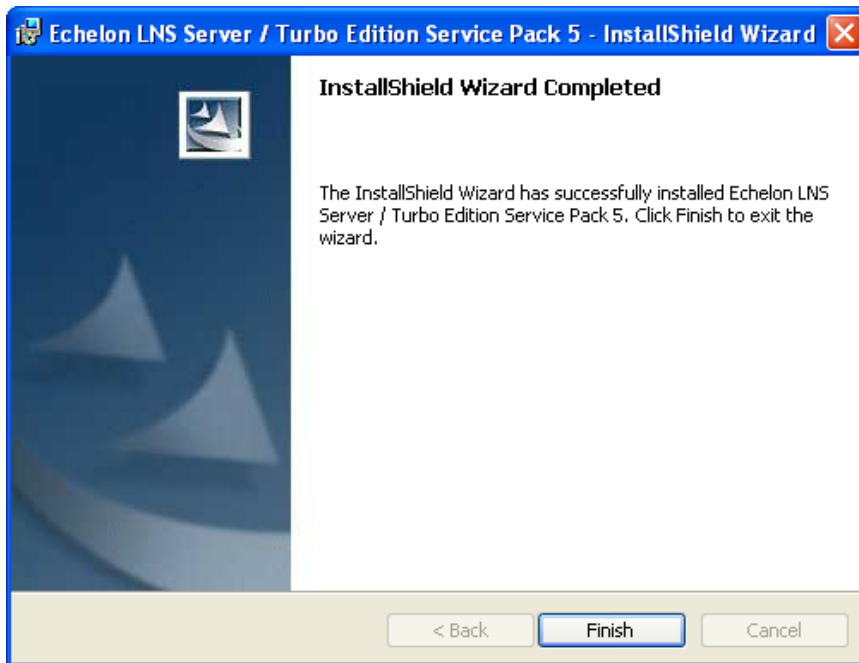 Echelon LNS Server / Turbo Edition Service Pack 5 - InstallShield Wizard
InstallShield Wizard Completed
The InstallShield Wizard has successfully installed Echelon LNS
Server / Turbo Edition Service Pack 5. Click Finish to exit the
wizard.
< Back
Finish
Cancel